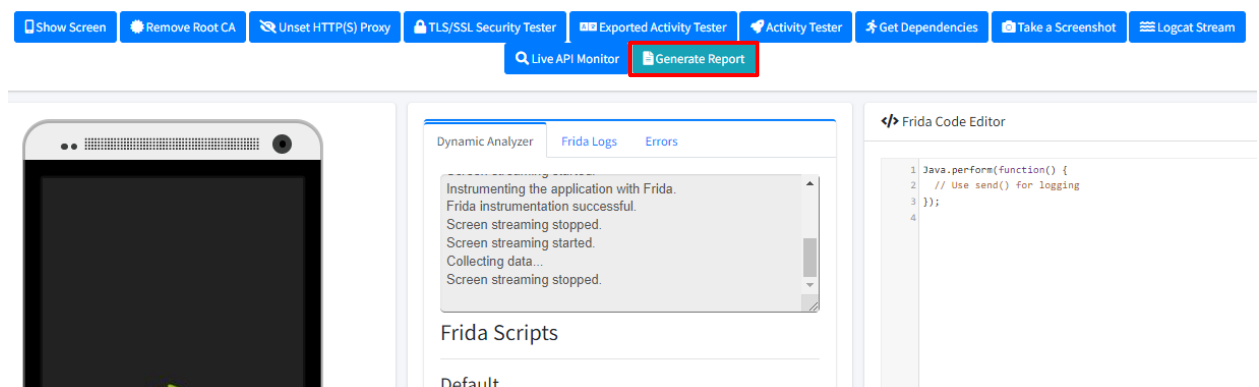 Show Screen Remove Root CA Unset HTTP(S) Proxy TLS/SSL Security Tester Exported Activity Tester Activity Tester Get Dependencies Take a Screenshot Logcat Stream
Live API Monitor Generate Report
Dynamic Analyzer Frida Logs Errors
Screen streaming started.
Instrumenting the application with Frida.
Frida instrumentation successful.
Screen streaming stopped.
Screen streaming started.
Collecting data...
Screen streaming stopped.
Frida Scripts
Default
</> Frida Code Editor
1 Java.perform(function() {
2 // Use send() for logging
3 });
4